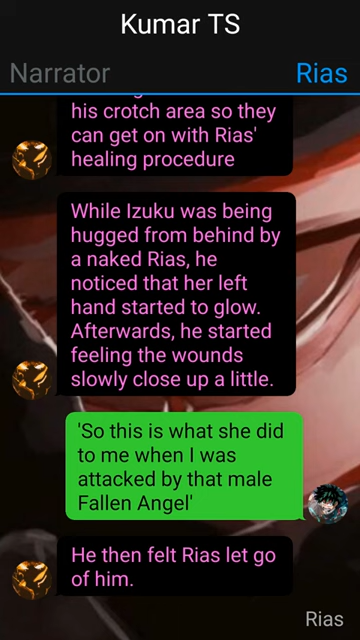 Kumar TS
Narrator
Rias
his crotch area so they
can get on with Rias'
healing procedure
While Izuku was being
hugged from behind by
a naked Rias, he
noticed that her left
hand started to glow.
Afterwards, he started
feeling the wounds
slowly close up a little.
'So this is what she did
to me when I was
attacked by that male
Fallen Angel'
He then felt Rias let go
of him.
Rias